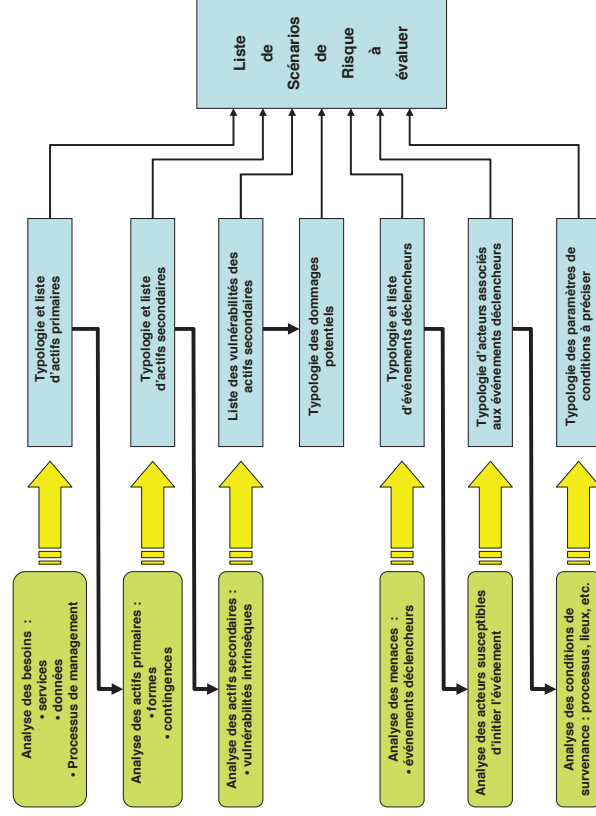 Analyse des besoins :
• services
• données
• Processus de management
Typologie et liste
d'actifs primaires
Analyse des actifs primaires :
• formes
• contingences
Typologie et liste
d'actifs secondaires
Analyse des actifs secondaires :
• vulnérabilités intrinsèques
Liste des vulnérabilités des
actifs secondaires
Typologie des dommages
potentiels
Analyse des menaces :
• événements déclencheurs
Typologie et liste
d'événements déclencheurs
Analyse des acteurs susceptibles
d'initier l'événement
Typologie d'acteurs associés
aux événements déclencheurs
Analyse des conditions de
survenance : processus, lieux, etc.
Typologie des paramètres de
conditions à préciser
Liste
de
Scénarios
de
Risque
à
évaluer